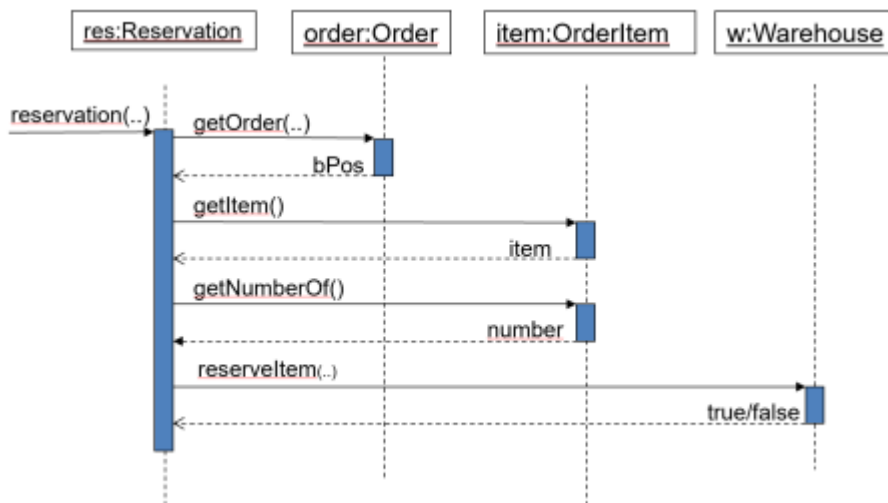 res:Reservation
order:Order
item:OrderItem
w:Warehouse
reservation(..)
getOrder(..)
bPos
getItem()
item
getNumberOf()
number
reserveItem(..)
true/false